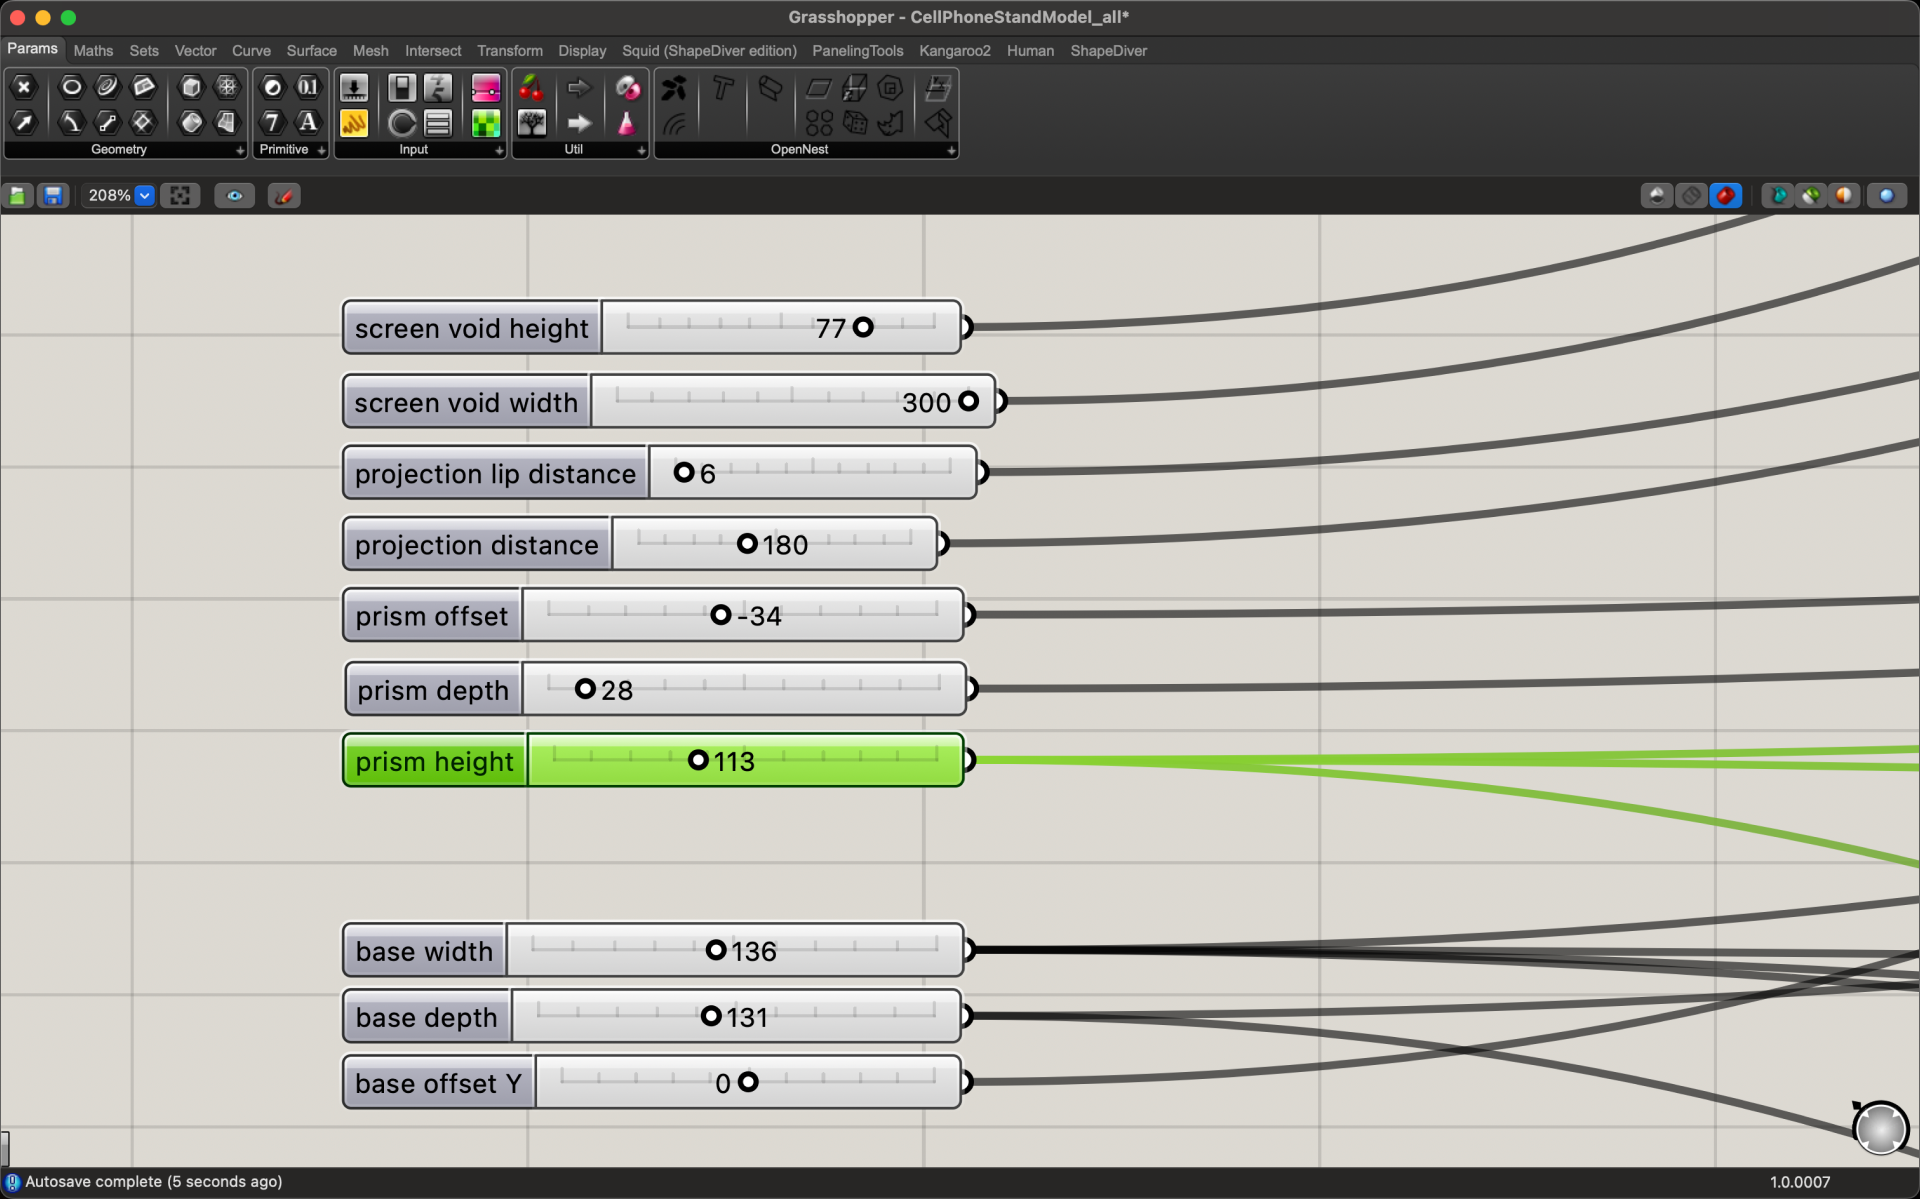 Grasshopper - CellPhoneStandModel_all*
Params Maths Sets Vector Curve Surface Mesh Intersect Transform Display Squid (ShapeDiver edition) PanelingTools Kangaroo2 Human ShapeDiver
0.1
7 A T
Geometry Primitive Input Util OpenNest
208%
screen void height 77
screen void width 300
projection lip distance 6
projection distance 180
prism offset -34
prism depth 28
prism height 113
base width 136
base depth 131
base offset Y 0
Autosave complete (5 seconds ago) 1.0.0007